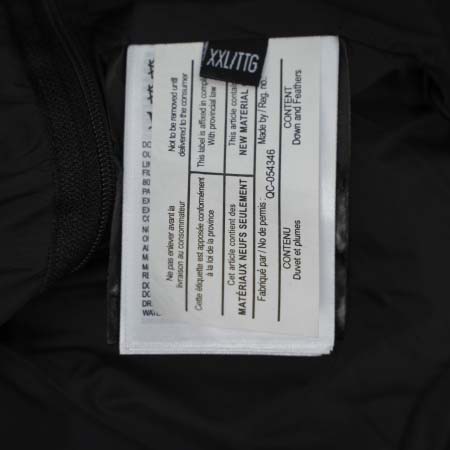 XXL/TTG
Not to be removed until
delivered to the consumer
Ne pas enlever avant la
livraison au consommateur
This label is affixed in
With provincial law
Cette étiquette est apposée conformément
à la loi de la province
This article
NEW MATERIAL
Cet article contient des
MATÉRIAUX NEUFS SEULEMENT
Made by / Reg. no.
Fabriqué par / No de permis :
QC-054346
CONTENT
Down and Feathers
CONTENU
Duvet et plumes